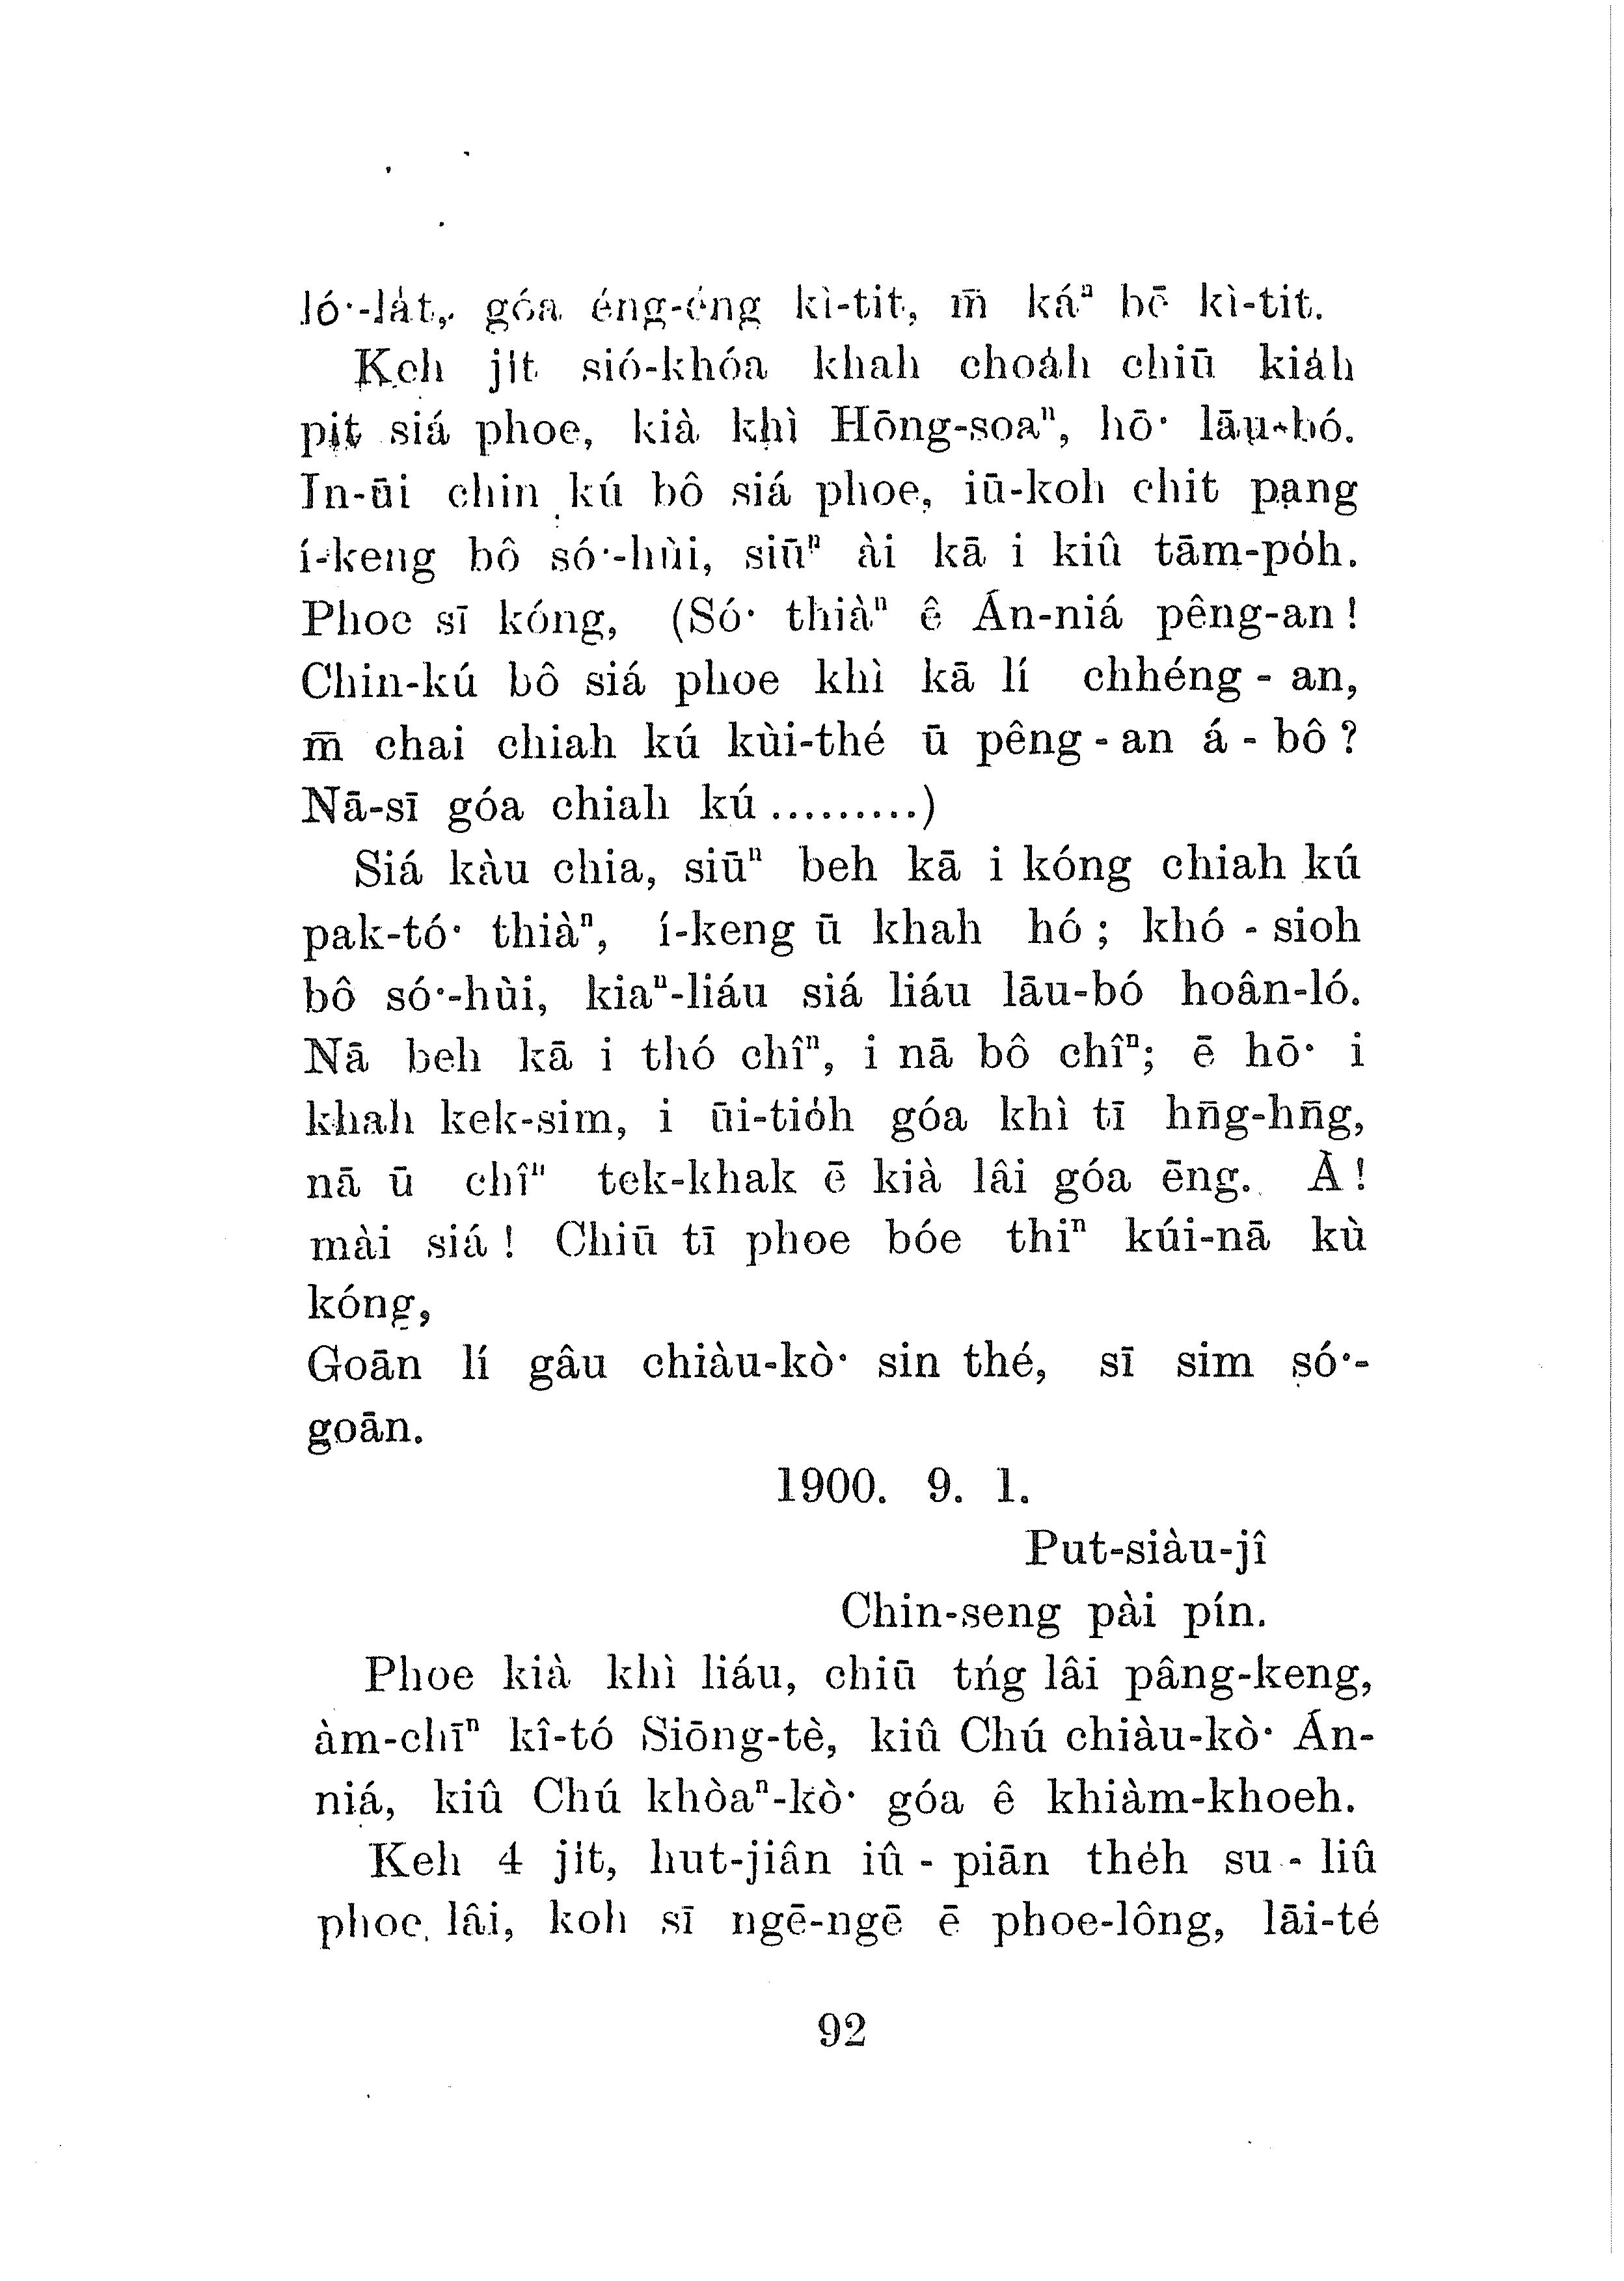 ló·-la̍t, góa éng-éng kì-tit, m̄ káⁿ bē kì-tit.
Keh ji̍t sió-khóa khah choa̍h chiū kia̍h
pit siá phoe, kià khì Hōng-soaⁿ, hō· lāu-bó.
In-ūi chin kú bô siá phoe, iū-koh chit pang
í-keng bô só·-hùi, siūⁿ ài kā i kiû tām-po̍h.
Phoe sī kóng, (Só· thiàⁿ ê Án-niá pêng-an!
Chin-kú bô siá phoe khì kā lí chhéng-an,
m̄ chai chiah kú kùi-thé ū pêng-an á-bô?
Nā-sī góa chiah kú.........)
Siá kàu chia, siūⁿ beh kā i kóng chiah kú
pak-tó· thiàⁿ, í-keng ū khah hó; khó-sioh
bô só·-hùi, kiaⁿ-liáu siá liáu lāu-bó hoân-ló.
Nā beh kā i thó chîⁿ, i nā bô chîⁿ; ē hō· i
khah kek-sim, i ūi-tio̍h góa khì tī hn̄g-hn̄g,
nā ū chîⁿ tek-khak ē kià lâi góa ēng. À!
mài siá! Chiū tī phoe bóe thiⁿ kúi-nā kù
kóng,
Goān lí gâu chiàu-kò· sin thé, sī sim só·-
goān.
1900. 9. 1.
Put-siàu-jî
Chin-seng pài pín.
Phoe kià khì liáu, chiū tńg lâi pâng-keng,
àm-chīⁿ kî-tó Siōng-tè, kiû Chú chiàu-kò· Án-
niá, kiû Chú khòaⁿ-kò· góa ê khiàm-khoeh.
Keh 4 ji̍t, hut-jiân iû-piān the̍h su-liû
phoe lâi, koh sī ngē-ngē ē phoe-lông, lāi-té
92